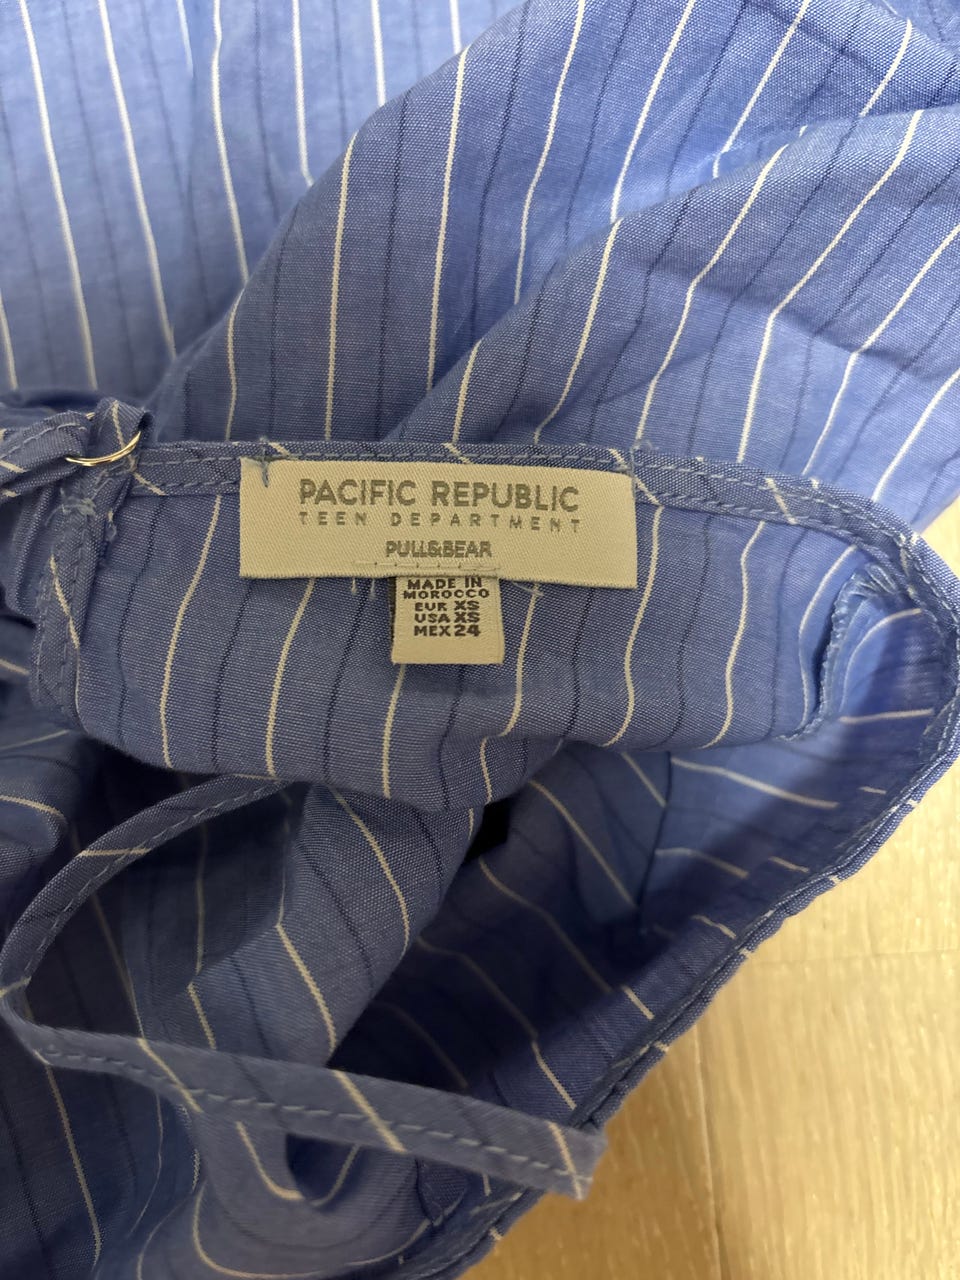 PACIFIC REPUBLIC
TEEN DEPARTMENT
PULL&BEAR
MADE IN
MOROCCO
EUR XS
USA XS
MEX 24